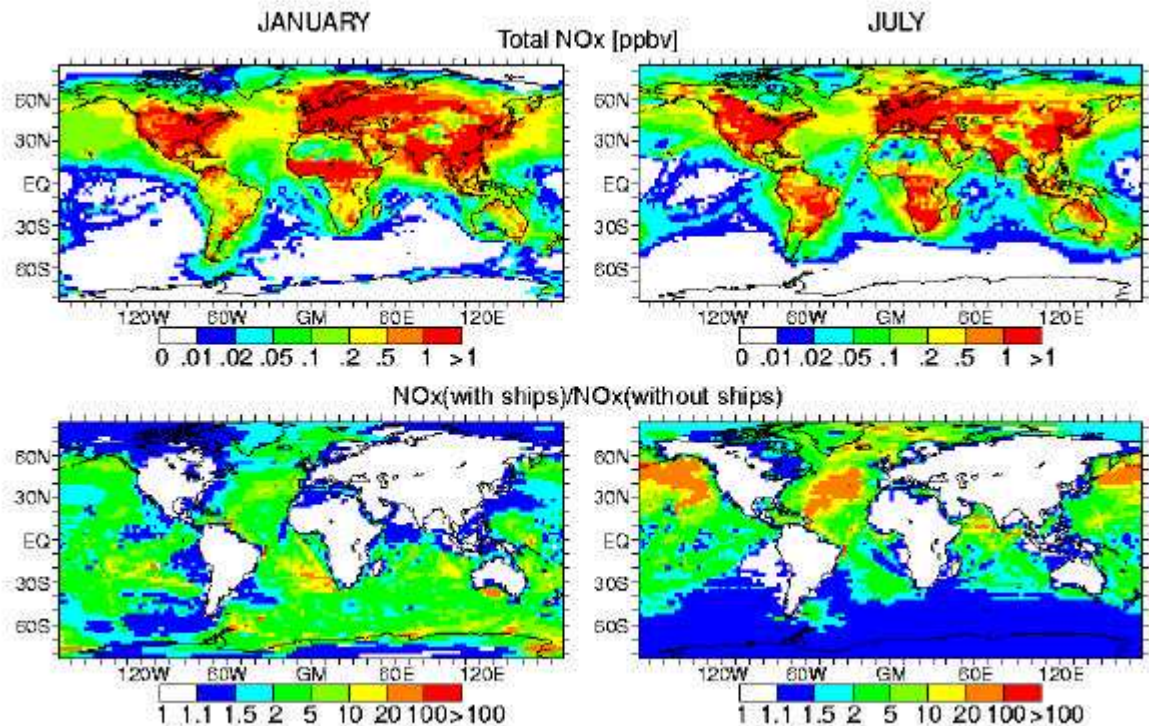 JANUARY JULY
Total NOx [ppbv]
60N 60N
30N 30N
EQ EQ
30S 30S
60S 60S
120W 60W GM 60E 120E 120W 60W GM 60E 120E
0 .01 .02 .05 .1 .2 .5 1 >1 0 .01 .02 .05 .1 .2 .5 1 >1
NOx(with ships)/NOx(without ships)
60N 60N
30N 30N
EQ EQ
30S 30S
60S 60S
120W 60W GM 60E 120E 120W 60W GM 60E 120E
1 1.1 1.5 2 5 10 20 100 >100 1 1.1 1.5 2 5 10 20 100 >100